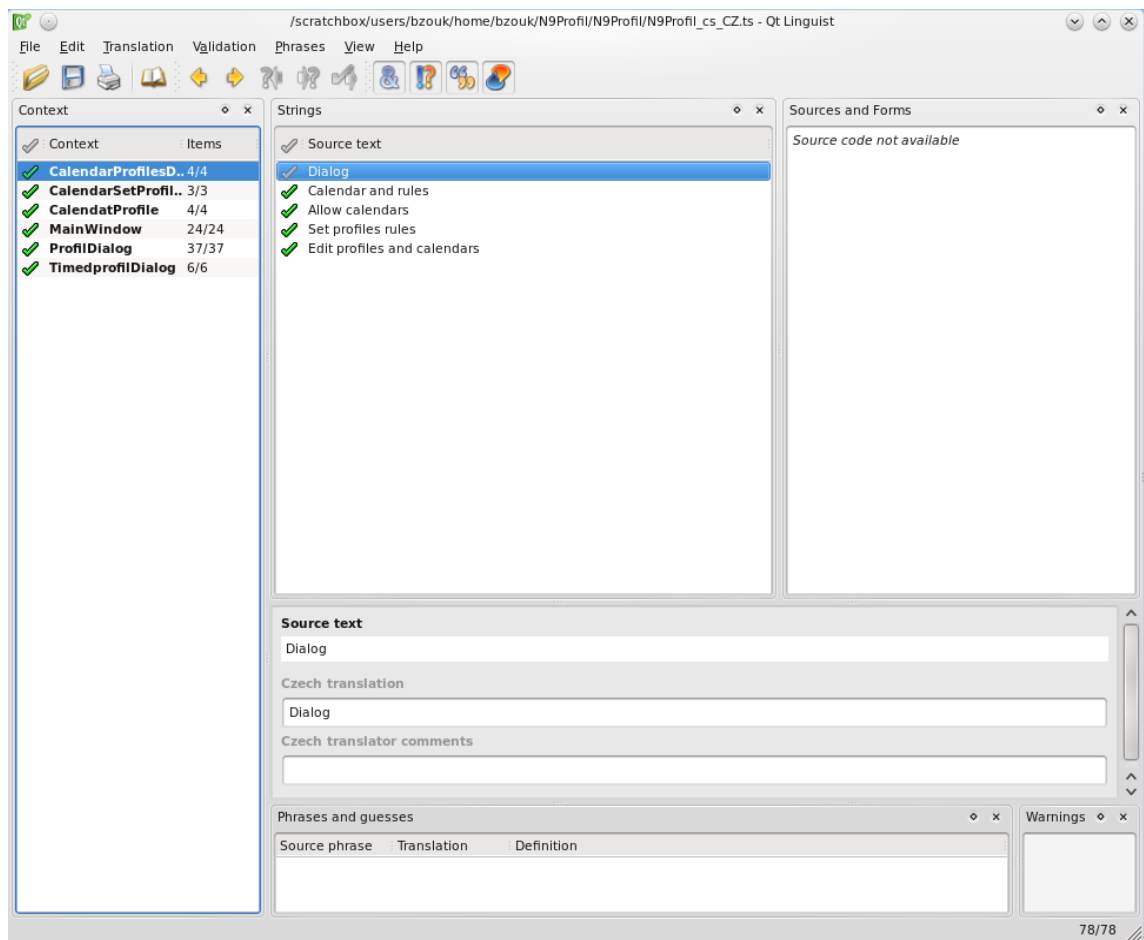 /scratchbox/users/bzouk/home/bzouk/N9Profil/N9Profil/N9Profil_cs_CZ.ts - Qt Linguist
File Edit Translation Validation Phrases View Help
Context
Context Items
CalendarProfilesD.. 4/4
CalendarSetProfil.. 3/3
CalendatProfile 4/4
MainWindow 24/24
ProfilDialog 37/37
TimedprofilDialog 6/6
Strings
Source text
Dialog
Calendar and rules
Allow calendars
Set profiles rules
Edit profiles and calendars
Sources and Forms
Source code not available
Source text
Dialog
Czech translation
Dialog
Czech translator comments
Phrases and guesses
Source phrase Translation Definition
Warnings
78/78